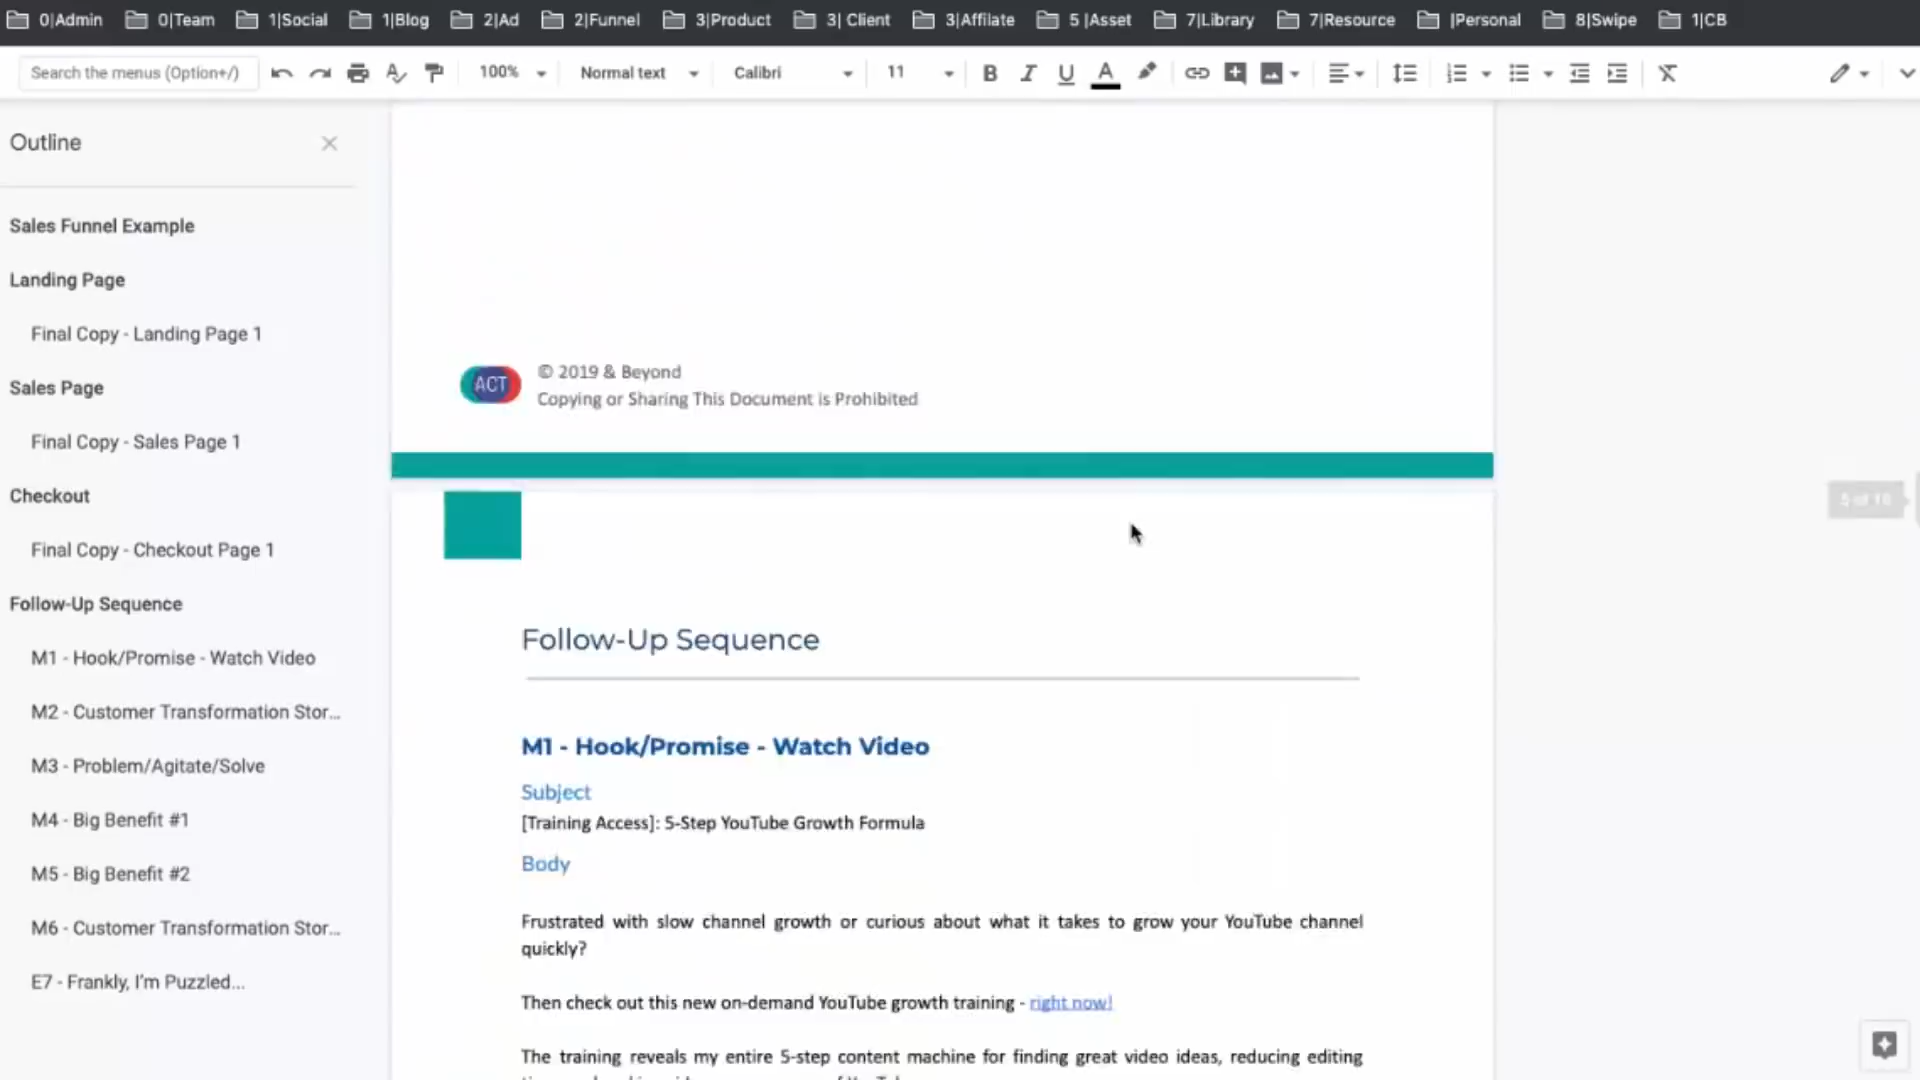 0|Admin 0|Team 1|Social 1|Blog 2|Ad 2|Funnel 3|Product 3| Client 3|Affilate 5 |Asset 7|Library 7|Resource |Personal 8|Swipe 1|CB
Search the menus (Option+/) 100% Normal text Calibri 11 B I U A
Outline
Sales Funnel Example
Landing Page
Final Copy - Landing Page 1
Sales Page
Final Copy - Sales Page 1
Checkout
Final Copy - Checkout Page 1
Follow-Up Sequence
M1 - Hook/Promise - Watch Video
M2 - Customer Transformation Stor...
M3 - Problem/Agitate/Solve
M4 - Big Benefit #1
M5 - Big Benefit #2
M6 - Customer Transformation Stor...
E7 - Frankly, I'm Puzzled...
ACT
© 2019 & Beyond
Copying or Sharing This Document is Prohibited
Follow-Up Sequence
M1 - Hook/Promise - Watch Video
Subject
[Training Access]: 5-Step YouTube Growth Formula
Body
Frustrated with slow channel growth or curious about what it takes to grow your YouTube channel
quickly?
Then check out this new on-demand YouTube growth training - right now!
The training reveals my entire 5-step content machine for finding great video ideas, reducing editing